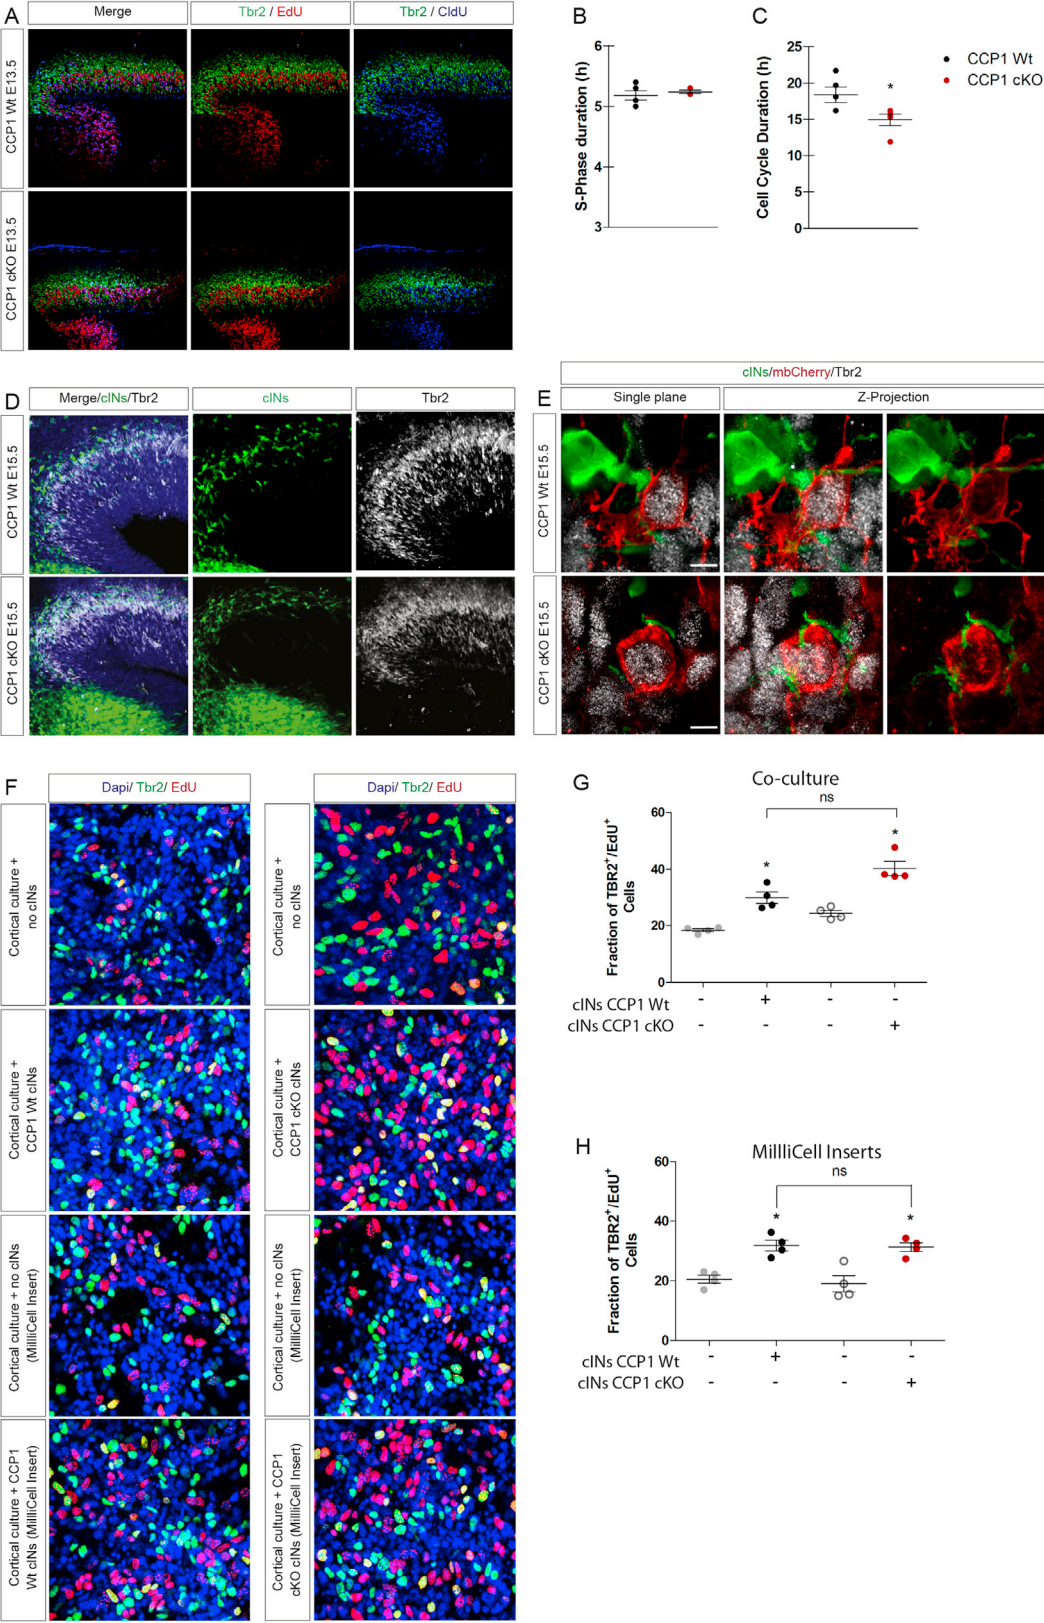 A
Merge
Tbr2 / EdU
Tbr2 / CldU
CCP1 Wt E13.5
CCP1 cKO E13.5
B
S-Phase duration (h)
6
5
4
3
C
Cell Cycle Duration (h)
25
20
15
10
5
0
*
CCP1 Wt
CCP1 cKO
D
Merge/cINs/Tbr2
cINs
Tbr2
CCP1 Wt E15.5
CCP1 cKO E15.5
cINs/mbCherry/Tbr2
E
Single plane
Z-Projection
CCP1 Wt E15.5
CCP1 cKO E15.5
F
Dapi/ Tbr2/ EdU
Dapi/ Tbr2/ EdU
Cortical culture +
no cINs
Cortical culture +
no cINs
Cortical culture +
CCP1 Wt cINs
Cortical culture +
CCP1 cKO cINs
Cortical culture + no cINs
(MillliCell Insert)
Cortical culture + no cINs
(MillliCell Insert)
Cortical culture + CCP1
Wt cINs (MilliCell Insert)
Cortical culture + CCP1
cKO cINs (MilliCell Insert)
G
Co-culture
ns
Fraction of TBR2+/EdU+
Cells
60
40
20
0
*
*
cINs CCP1 Wt - + - -
cINs CCP1 cKO - - - +
H
MillliCell Inserts
ns
Fraction of TBR2+/EdU+
Cells
60
40
20
0
*
*
cINs CCP1 Wt - + - -
cINs CCP1 cKO - - - +